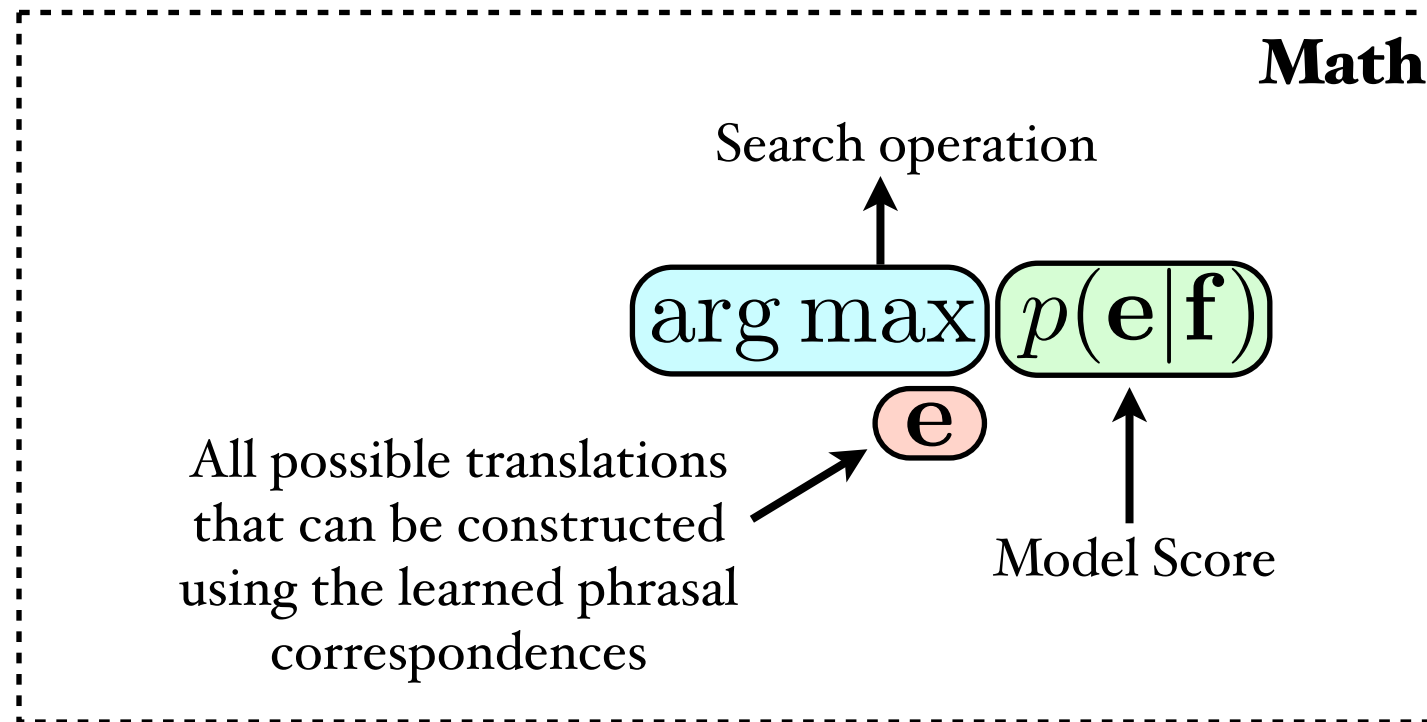 Math
Search operation
arg max p(e|f)
e
All possible translations
that can be constructed
using the learned phrasal
correspondences
Model Score